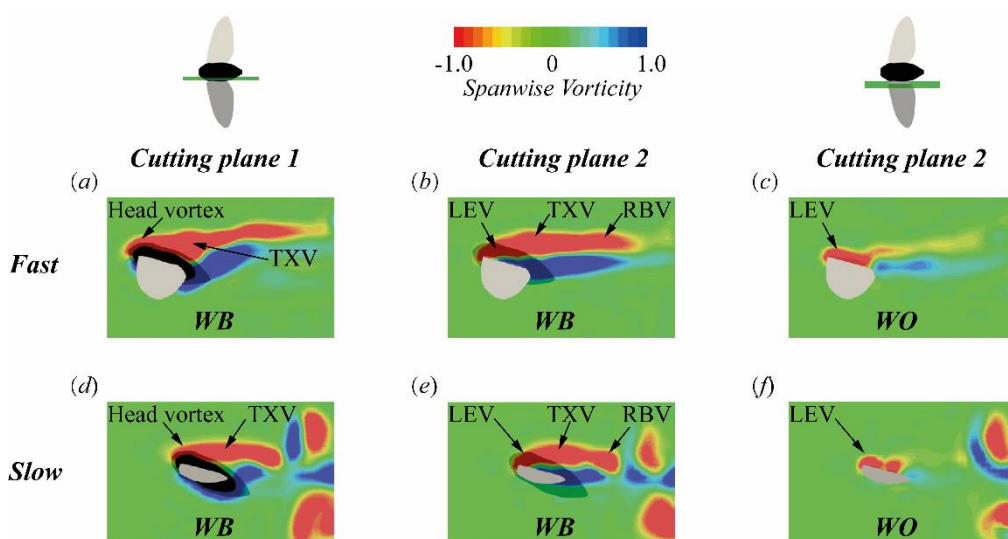 -1.0 0 1.0
Spanwise Vorticity
Cutting plane 1
Cutting plane 2
Cutting plane 2
(a)
(b)
(c)
Fast
Head vortex
TXV
WB
LEV TXV RBV
WB
LEV
WO
(d)
(e)
(f)
Slow
Head vortex TXV
WB
LEV TXV RBV
WB
LEV
WO